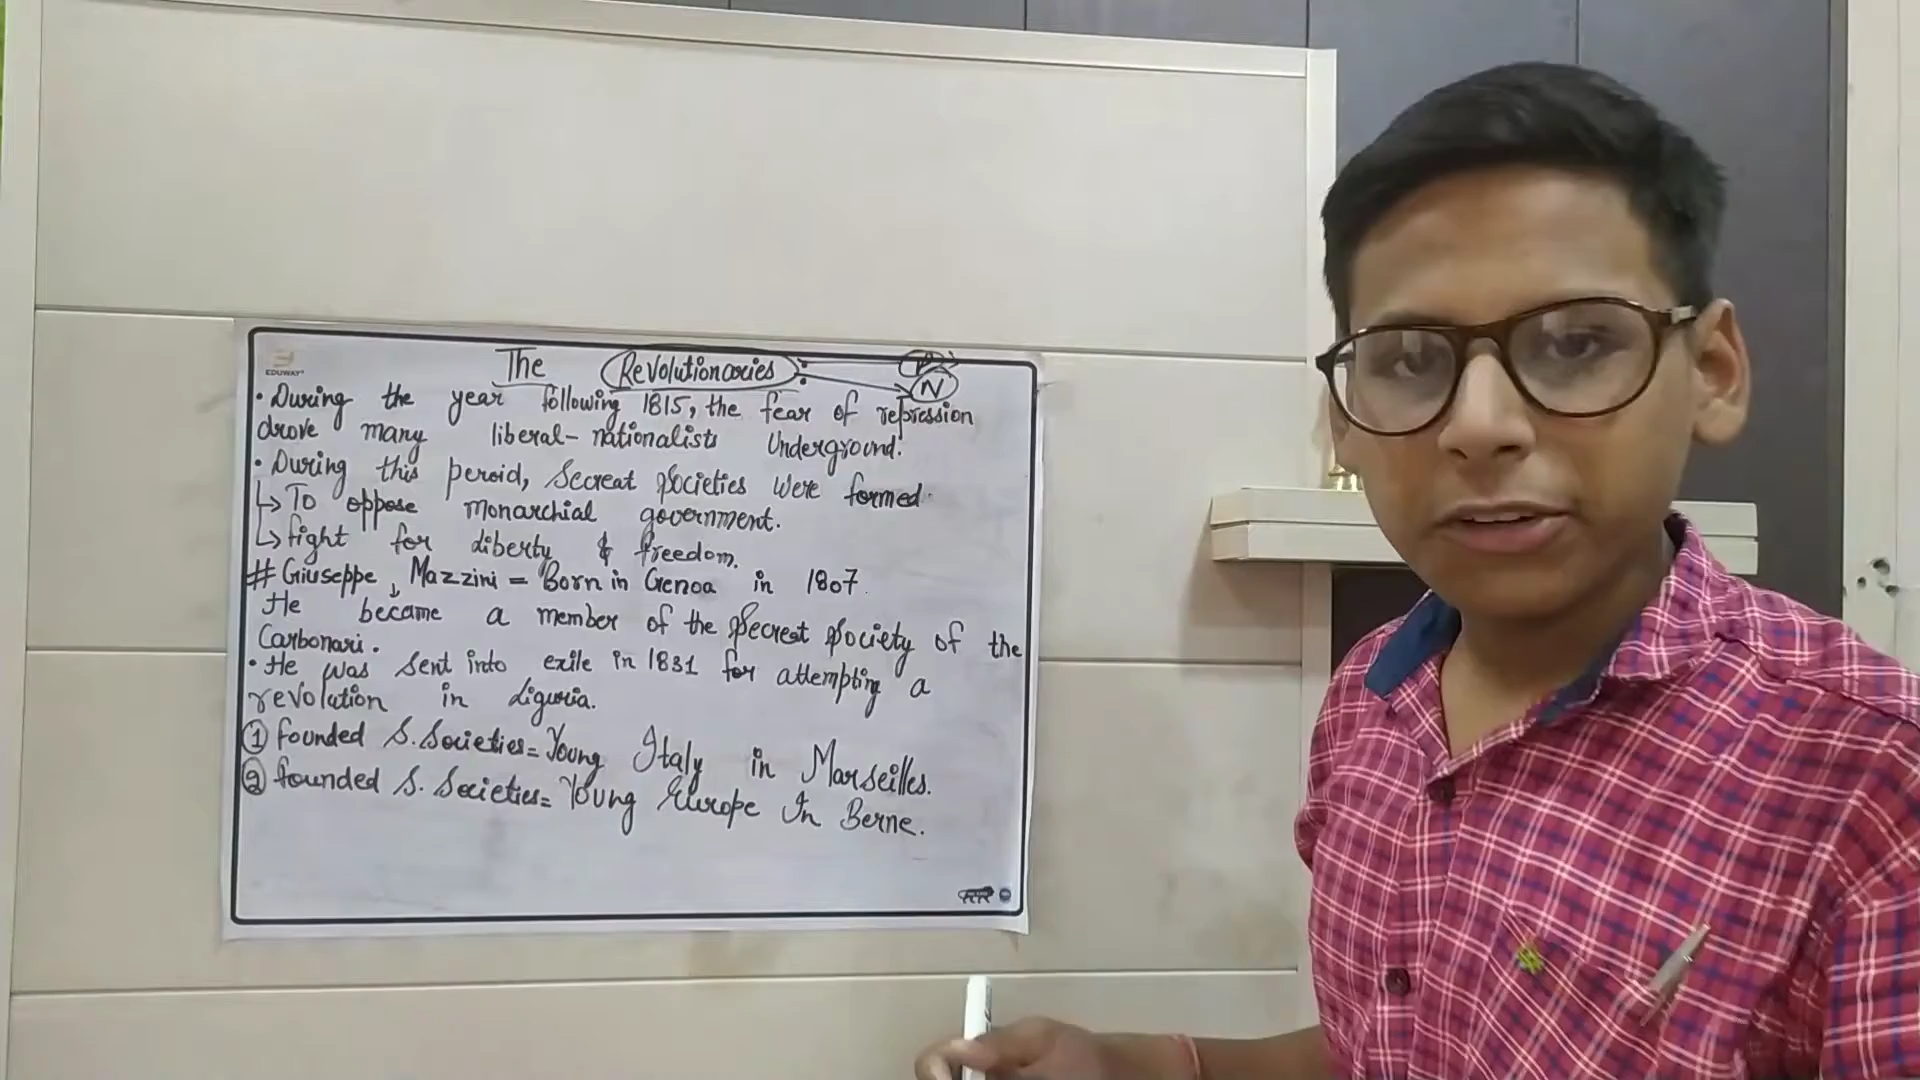 EDUWAY
The Revolutionaries
N
• During the year following 1815, the fear of repression
drove many liberal-nationalists Underground.
• During this peroid, Secreat Societies were formed.
↳ To oppose monarchial government.
↳ fight for Liberty & freedom.
# Giuseppe, Mazzini = Born in Genoa in 1807.
He became a member of the Secreat Society of the
Carbonari.
• He was sent into exile in 1831 for attempting a
revolution in Liguria.
① founded S. Societies = Young Italy in Marseilles.
② founded S. Societies = Young Europe In Berne.